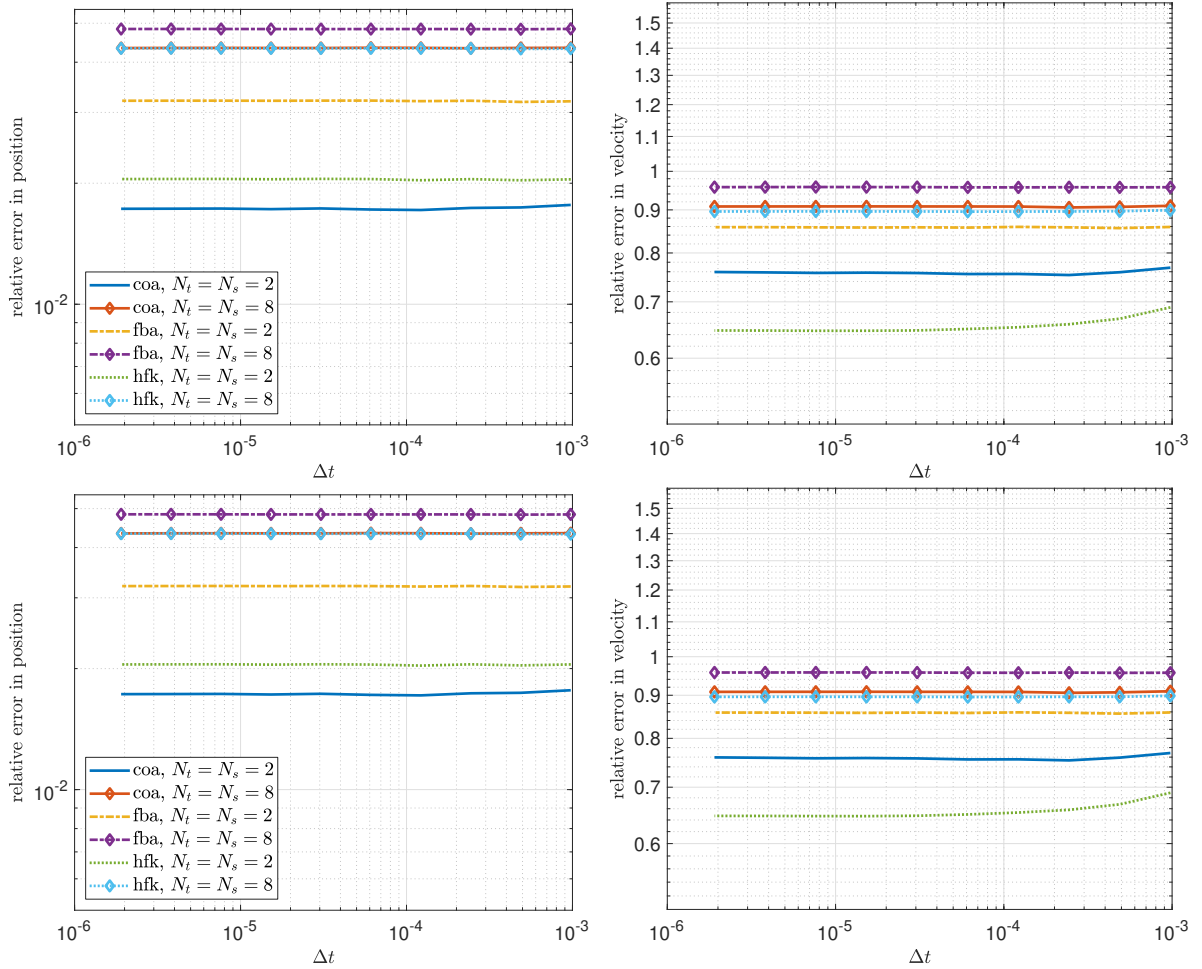 relative error in position
10^{-2}
coa, N_t = N_s = 2
coa, N_t = N_s = 8
fba, N_t = N_s = 2
fba, N_t = N_s = 8
hfk, N_t = N_s = 2
hfk, N_t = N_s = 8
10^{-6} 10^{-5} 10^{-4} 10^{-3}
Δt
relative error in velocity
1.5
1.4
1.3
1.2
1.1
1
0.9
0.8
0.7
0.6
10^{-6} 10^{-5} 10^{-4} 10^{-3}
Δt
relative error in position
10^{-2}
coa, N_t = N_s = 2
coa, N_t = N_s = 8
fba, N_t = N_s = 2
fba, N_t = N_s = 8
hfk, N_t = N_s = 2
hfk, N_t = N_s = 8
10^{-6} 10^{-5} 10^{-4} 10^{-3}
Δt
relative error in velocity
1.5
1.4
1.3
1.2
1.1
1
0.9
0.8
0.7
0.6
10^{-6} 10^{-5} 10^{-4} 10^{-3}
Δt